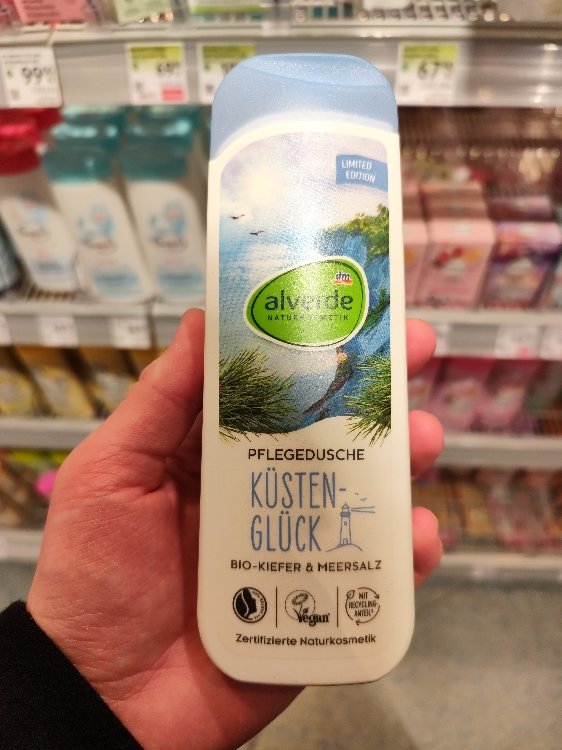 LIMITED
EDITION
dm
alverde
NATURKOSMETIK
PFLEGEDUSCHE
KÜSTEN-
GLÜCK
BIO-KIEFER & MEERSALZ
Vegan
MIT
RECYCLING-
ANTEIL
Zertifizierte Naturkosmetik